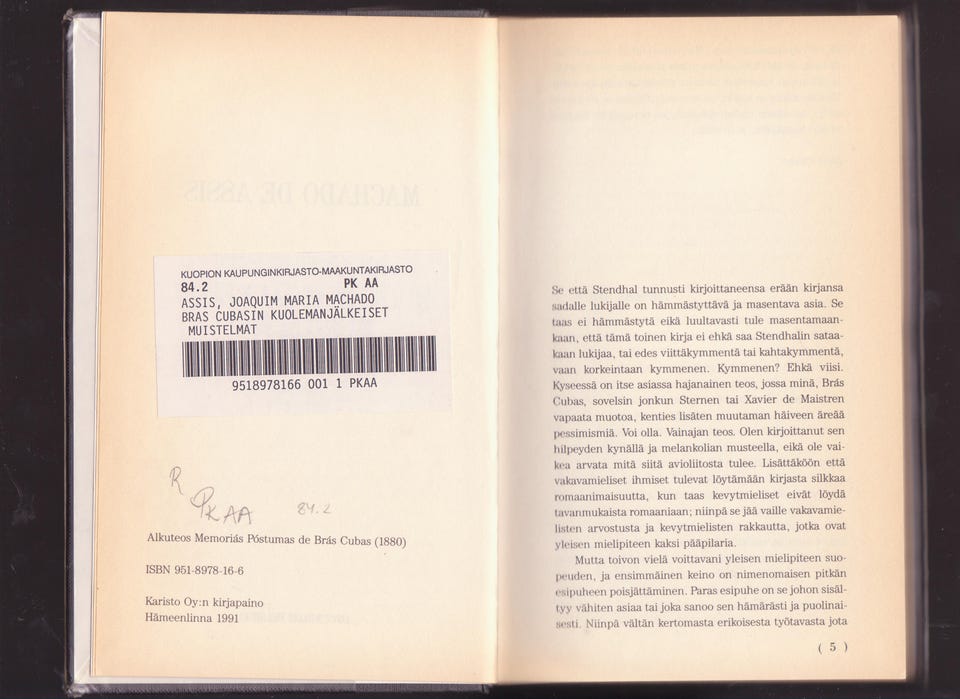 MACHADO DE ASSIS
KUOPION KAUPUNGINKIRJASTO-MAAKUNTAKIRJASTO
84.2 PK AA
ASSIS, JOAQUIM MARIA MACHADO
BRAS CUBASIN KUOLEMANJÄLKEISET
MUISTELMAT
9518978166 001 1 PKAA
R
PKAA 84.2
Alkuteos Memoriás Póstumas de Brás Cubas (1880)
ISBN 951-8978-16-6
Karisto Oy:n kirjapaino
Hämeenlinna 1991
Se että Stendhal tunnusti kirjoittaneensa erään kirjansa
sadalle lukijalle on hämmästyttävä ja masentava asia. Se
taas ei hämmästytä eikä luultavasti tule masentamaan-
kaan, että tämä toinen kirja ei ehkä saa Stendhalin sataa-
kaan lukijaa, tai edes viittäkymmentä tai kahtakymmentä,
vaan korkeintaan kymmenen. Kymmenen? Ehkä viisi.
Kyseessä on itse asiassa hajanainen teos, jossa minä, Brás
Cubas, sovelsin jonkun Sternen tai Xavier de Maistren
vapaata muotoa, kenties lisäten muutaman häiveen äreää
pessimismiä. Voi olla. Vainajan teos. Olen kirjoittanut sen
hilpeyden kynällä ja melankolian musteella, eikä ole vai-
kea arvata mitä siitä avioliitosta tulee. Lisättäköön että
vakavamieliset ihmiset tulevat löytämään kirjasta silkkaa
romaanimaisuutta, kun taas kevytmieliset eivät löydä
tavanmukaista romaaniaan; niinpä se jää vaille vakavamie-
listen arvostusta ja kevytmielisten rakkautta, jotka ovat
yleisen mielipiteen kaksi pääpilaria.
Mutta toivon vielä voittavani yleisen mielipiteen suo-
peuden, ja ensimmäinen keino on nimenomaisen pitkän
esipuheen poisjättäminen. Paras esipuhe on se johon sisäl-
tyy vähiten asiaa tai joka sanoo sen hämärästi ja puolinai-
sesti. Niinpä vältän kertomasta erikoisesta työtavasta jota
( 5 )